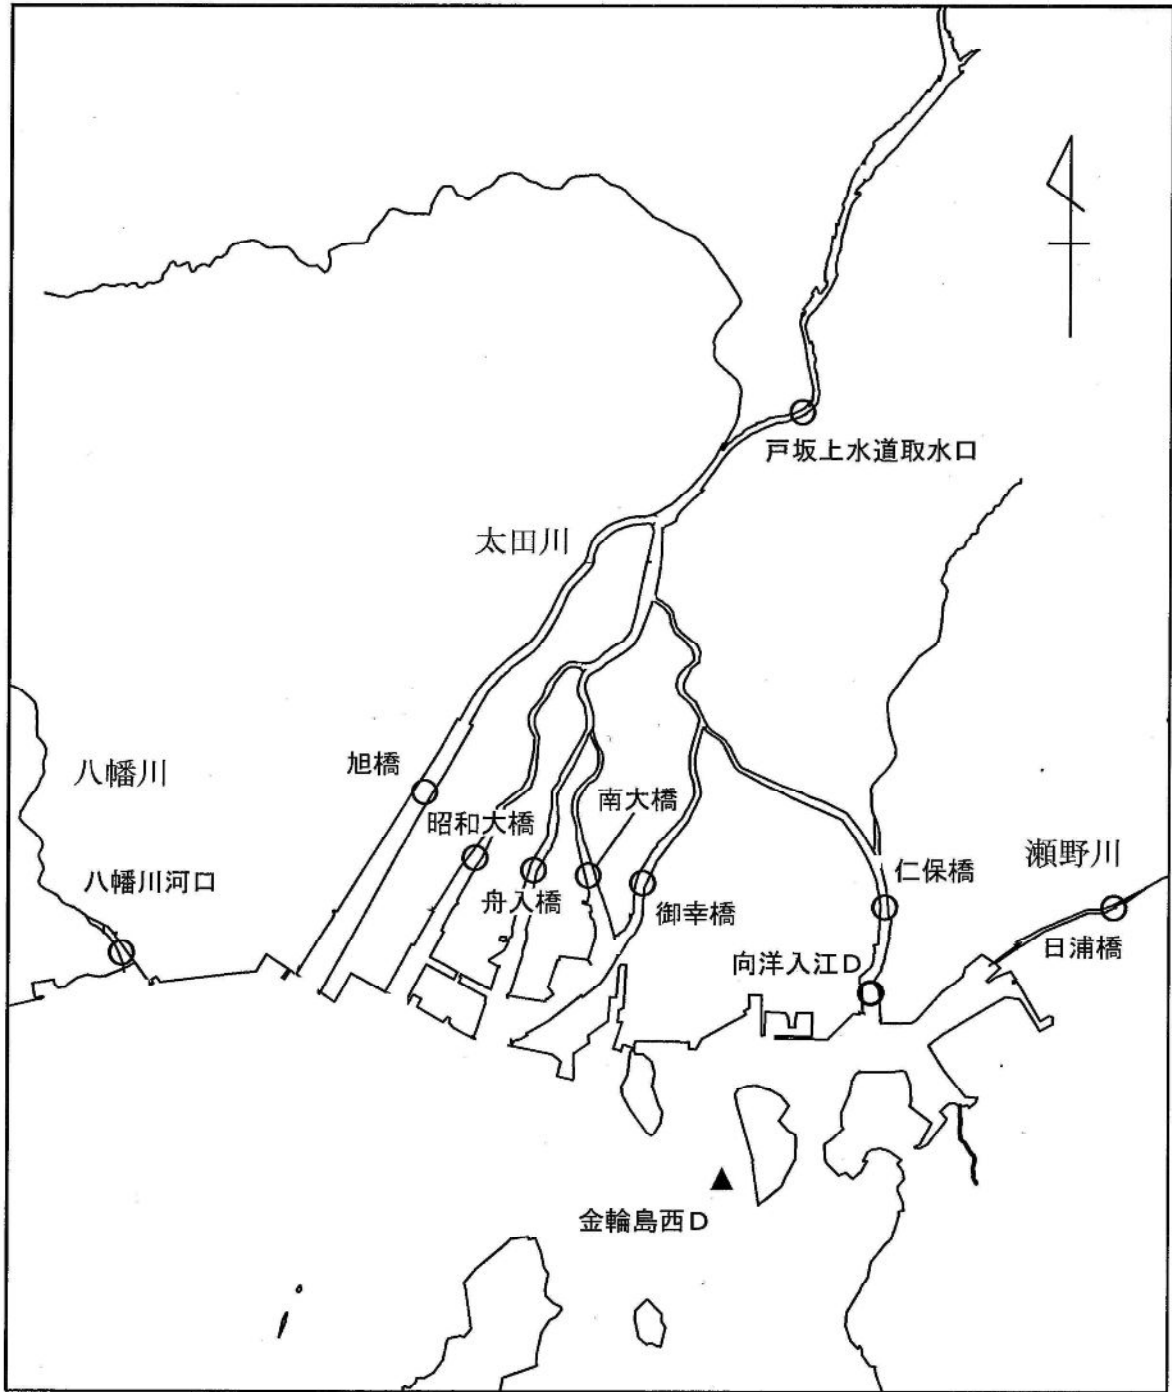 戸坂上水道取水口
太田川
旭橋
八幡川
南大橋
昭和大橋
瀬野川
八幡川河口
仁保橋
舟入橋
御幸橋
日浦橋
向洋入江D
金輪島西D